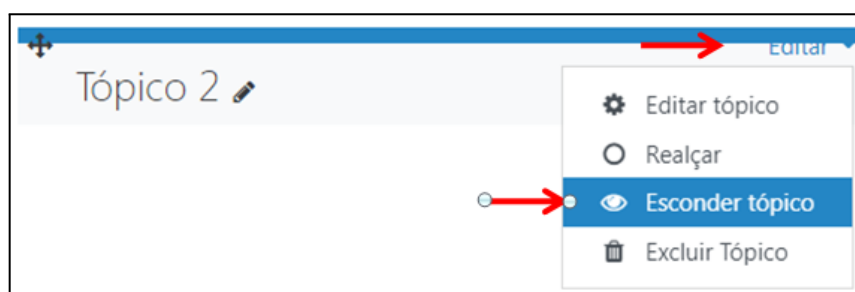 Editar
Tópico 2
Editar tópico
Realçar
Esconder tópico
Excluir Tópico